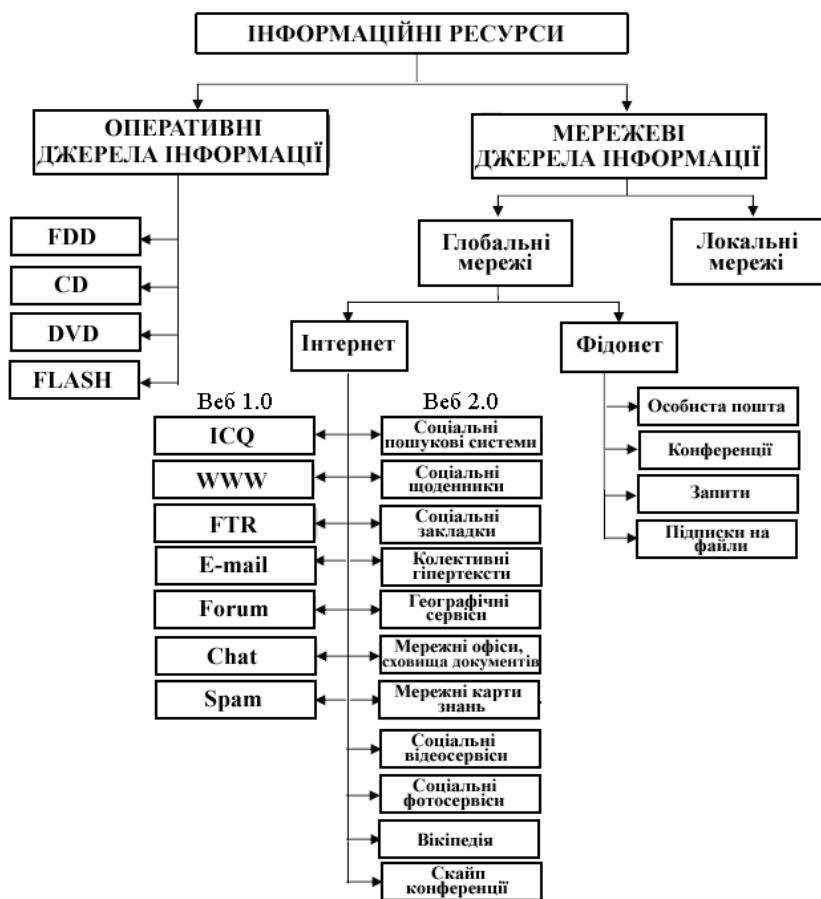 ІНФОРМАЦІЙНІ РЕСУРСИ
ОПЕРАТИВНІ
ДЖЕРЕЛА ІНФОРМАЦІЇ
МЕРЕЖЕВІ
ДЖЕРЕЛА ІНФОРМАЦІЇ
FDD
CD
DVD
FLASH
Глобальні
мережі
Локальні
мережі
Інтернет
Фідонет
Веб 1.0
ICQ
WWW
FTR
E-mail
Forum
Chat
Spam
Веб 2.0
Соціальні
пошукові системи
Соціальні
щоденники
Соціальні
закладки
Колективні
гіпертексти
Географічні
сервіси
Мережні офіси,
сховища документів
Мережні карти
знань
Соціальні
відеосервіси
Соціальні
фотосервіси
Вікіпедія
Скайп
конференції
Особиста пошта
Конференції
Запити
Підписки на
файли